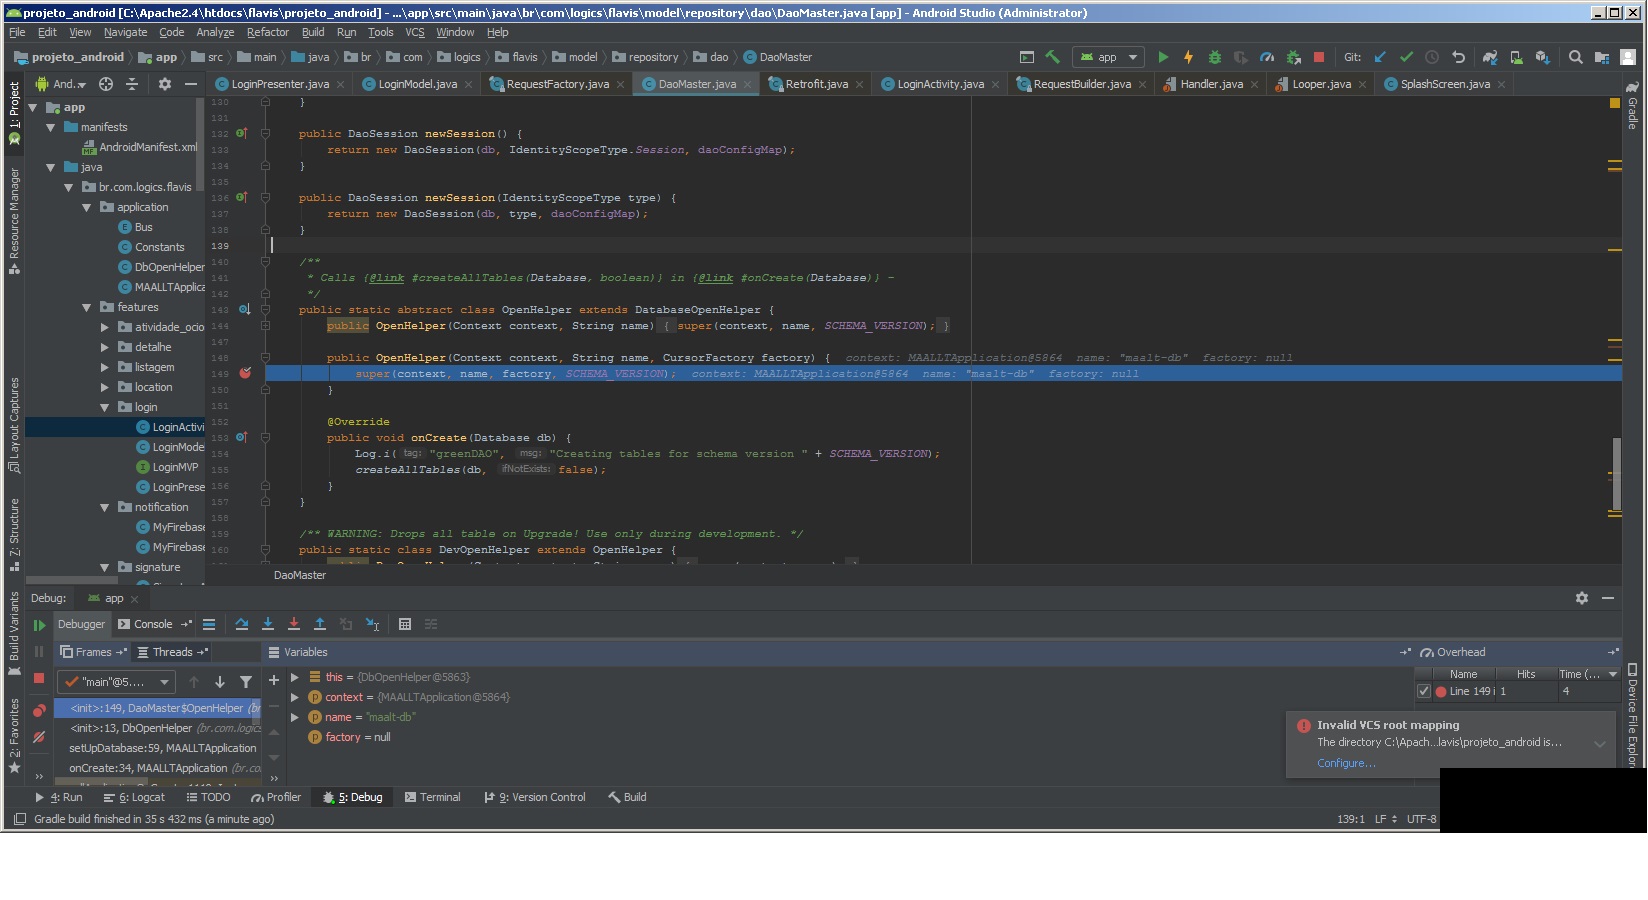 projeto_android [C:\Apache2.4\htdocs\flavis\projeto_android] - ...\app\src\main\java\br\com\logics\flavis\model\repository\dao\DaoMaster.java [app] - Android Studio (Administrator)
File Edit View Navigate Code Analyze Refactor Build Run Tools VCS Window Help
projeto_android app src main java br com logics flavis model repository dao DaoMaster app Git:
And... LoginPresenter.java LoginModel.java RequestFactory.java DaoMaster.java Retrofit.java LoginActivity.java RequestBuilder.java Handler.java Looper.java SplashScreen.java
1: Project
Resource Manager
Layout Captures
7: Structure
Build Variants
2: Favorites
app
manifests
AndroidManifest.xml
java
br.com.logics.flavis
application
Bus
Constants
DbOpenHelper
MAALLTApplica
features
atividade_ocio
detalhe
listagem
location
login
LoginActivi
LoginMode
LoginMVP
LoginPrese
notification
MyFirebase
MyFirebase
signature
130 }
131
132 public DaoSession newSession() {
133 return new DaoSession(db, IdentityScopeType.Session, daoConfigMap);
134 }
135
136 public DaoSession newSession(IdentityScopeType type) {
137 return new DaoSession(db, type, daoConfigMap);
138 }
139
140 /**
141 * Calls {@link #createAllTables(Database, boolean)} in {@link #onCreate(Database)} -
142 */
143 public static abstract class OpenHelper extends DatabaseOpenHelper {
144 public OpenHelper(Context context, String name) { super(context, name, SCHEMA_VERSION); }
147
148 public OpenHelper(Context context, String name, CursorFactory factory) { context: MAALLTApplication@5864 name: "maalt-db" factory: null
149 super(context, name, factory, SCHEMA_VERSION); context: MAALLTApplication@5864 name: "maalt-db" factory: null
150 }
151
152 @Override
153 public void onCreate(Database db) {
154 Log.i( tag: "greenDAO", msg: "Creating tables for schema version " + SCHEMA_VERSION);
155 createAllTables(db, ifNotExists: false);
156 }
157 }
158
159 /** WARNING: Drops all table on Upgrade! Use only during development. */
160 public static class DevOpenHelper extends OpenHelper {
DaoMaster
Gradle
Device File Explorer
Debug: app
Debugger Console
Frames Threads Variables Overhead
"main"@5....
<init>:149, DaoMaster$OpenHelper (br
<init>:13, DbOpenHelper (br.com.logics
setUpDatabase:59, MAALLTApplication
onCreate:34, MAALLTApplication (br.co
this = {DbOpenHelper@5863}
context = {MAALLTApplication@5864}
name = "maalt-db"
factory = null
Name Hits Time (...
Line 149 i 1 4
Invalid VCS root mapping
The directory C:\Apach...lavis\projeto_android is...
Configure...
4: Run 6: Logcat TODO Profiler 5: Debug Terminal 9: Version Control Build
Gradle build finished in 35 s 432 ms (a minute ago) 139:1 LF UTF-8